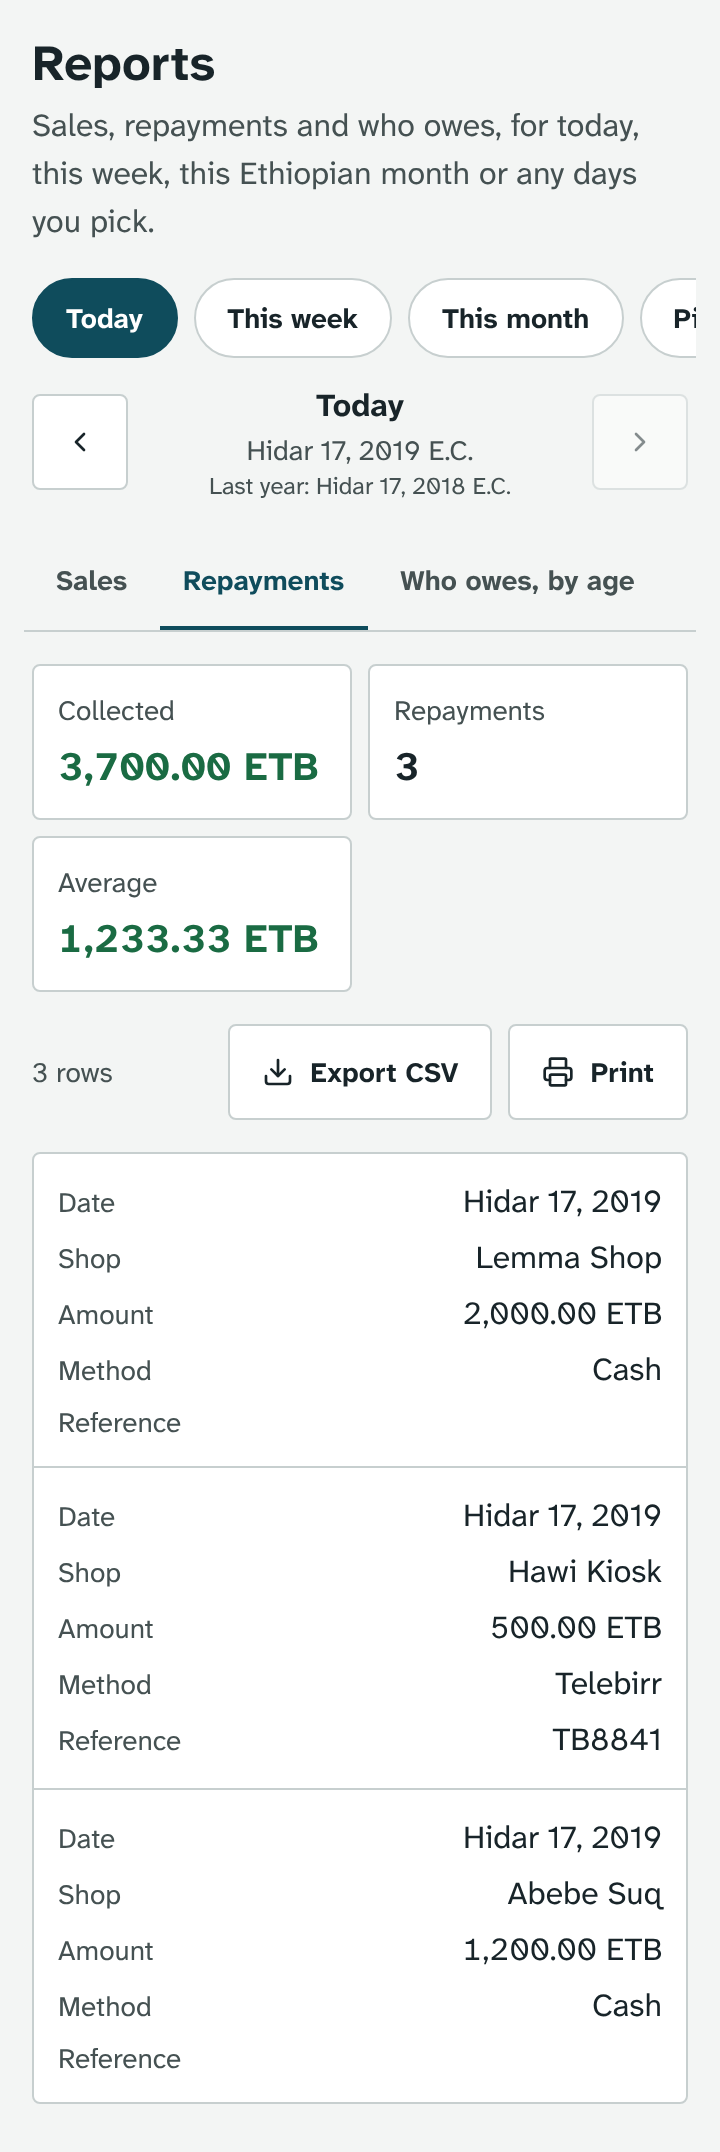 Reports
Sales, repayments and who owes, for today,
this week, this Ethiopian month or any days
you pick.
Today
This week
This month
Today
Hidar 17, 2019 E.C.
Last year: Hidar 17, 2018 E.C.
Sales
Repayments
Who owes, by age
Collected
3,700.00 ETB
Repayments
3
Average
1,233.33 ETB
3 rows
Export CSV
Print
Date
Hidar 17, 2019
Shop
Lemma Shop
Amount
2,000.00 ETB
Method
Cash
Reference
Date
Hidar 17, 2019
Shop
Hawi Kiosk
Amount
500.00 ETB
Method
Telebirr
Reference
TB8841
Date
Hidar 17, 2019
Shop
Abebe Suq
Amount
1,200.00 ETB
Method
Cash
Reference